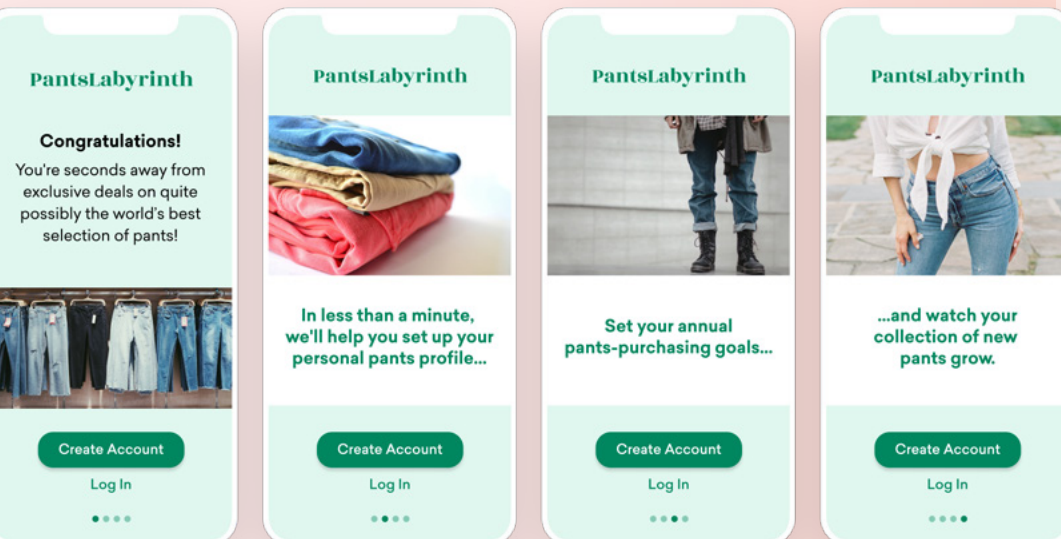 PantsLabyrinth
Congratulations!
You're seconds away from
exclusive deals on quite
possibly the world's best
selection of pants!
Create Account
Log In
PantsLabyrinth
In less than a minute,
we'll help you set up your
personal pants profile...
Create Account
Log In
PantsLabyrinth
Set your annual
pants-purchasing goals...
Create Account
Log In
PantsLabyrinth
...and watch your
collection of new
pants grow.
Create Account
Log In